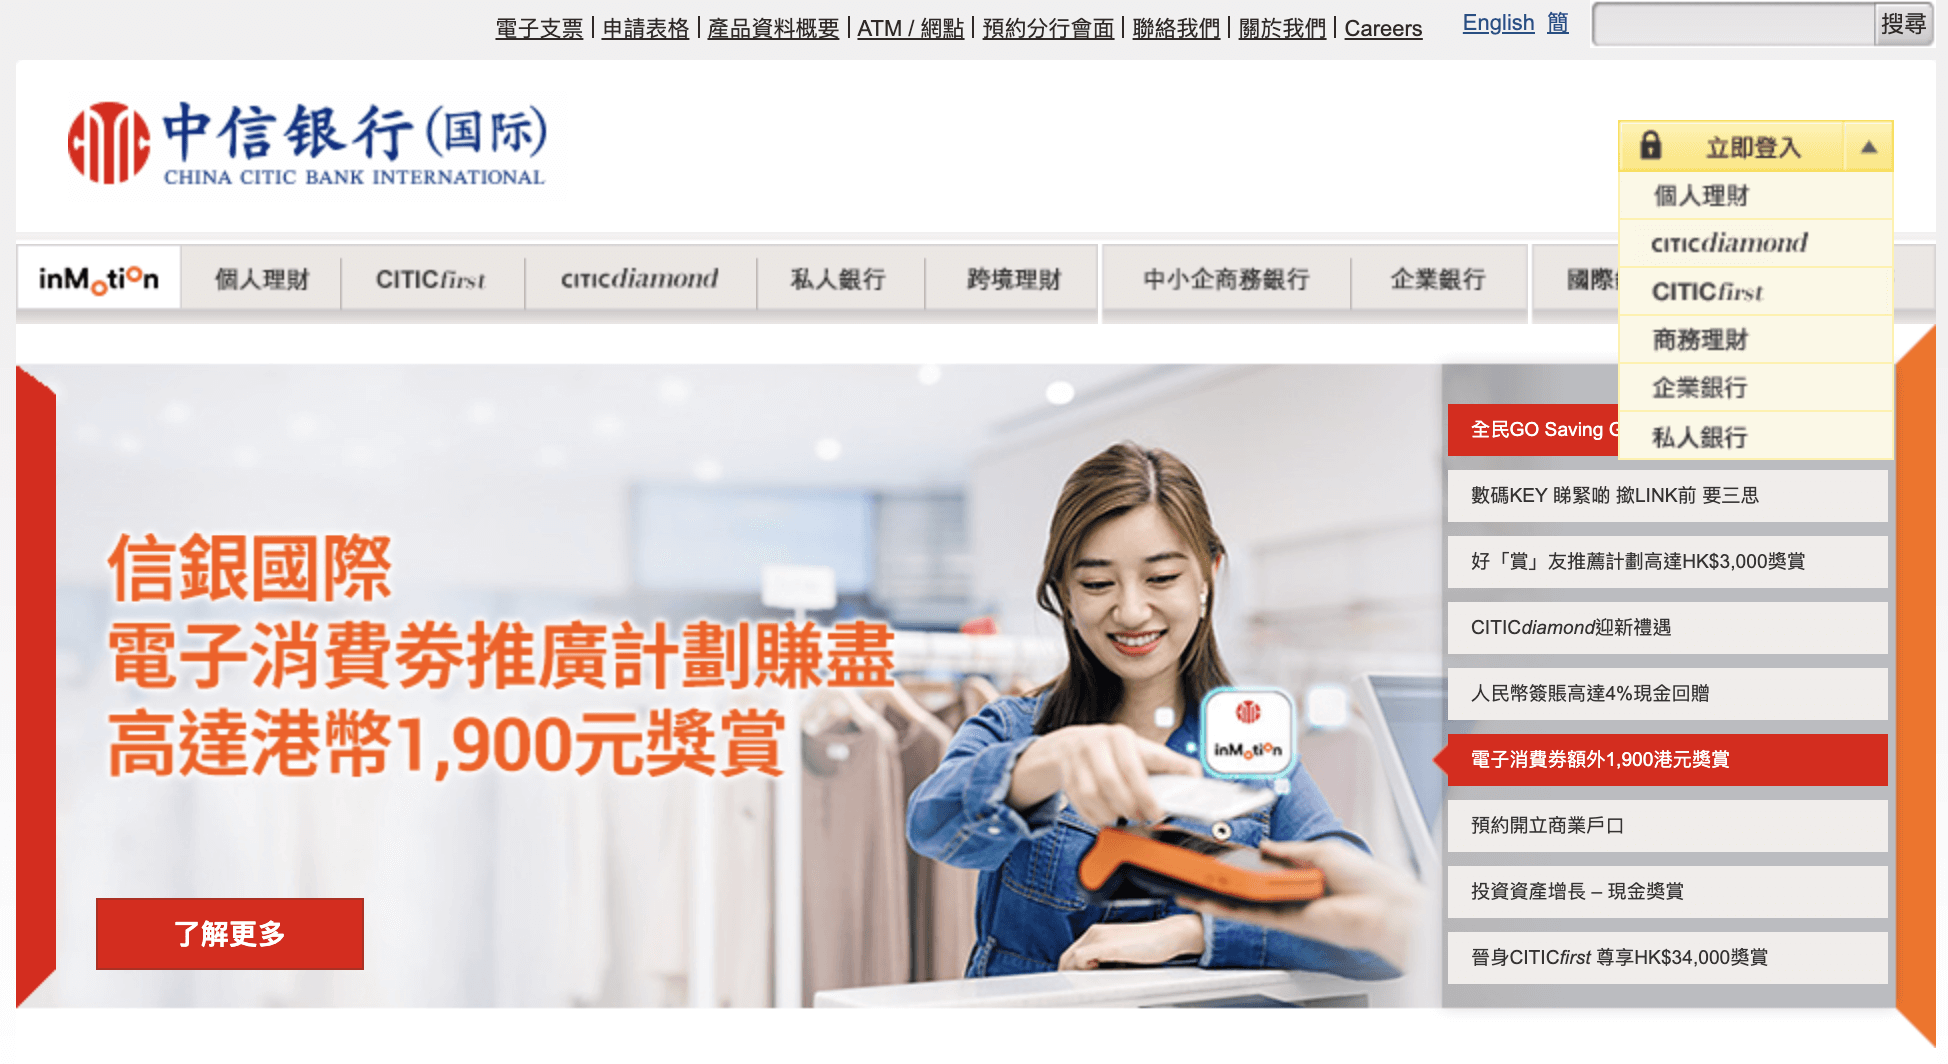 電子支票 | 申請表格 | 產品資料概要 | ATM / 網點 | 預約分行會面 | 聯絡我們 | 關於我們 | Careers English 簡 搜尋
中信银行(国际)
CHINA CITIC BANK INTERNATIONAL
立即登入
個人理財
CITICdiamond
CITICfirst
商務理財
企業銀行
私人銀行
inMotion 個人理財 CITICfirst CITICdiamond 私人銀行 跨境理財 中小企商務銀行 企業銀行 國際
信銀國際
電子消費券推廣計劃賺盡
高達港幣1,900元獎賞
了解更多
inMotion
全民GO Saving G
數碼KEY 睇緊啲 撳LINK前 要三思
好「賞」友推薦計劃高達HK$3,000獎賞
CITICdiamond迎新禮遇
人民幣簽賬高達4%現金回贈
電子消費券額外1,900港元獎賞
預約開立商業戶口
投資資產增長 – 現金獎賞
晉身CITICfirst 尊享HK$34,000獎賞